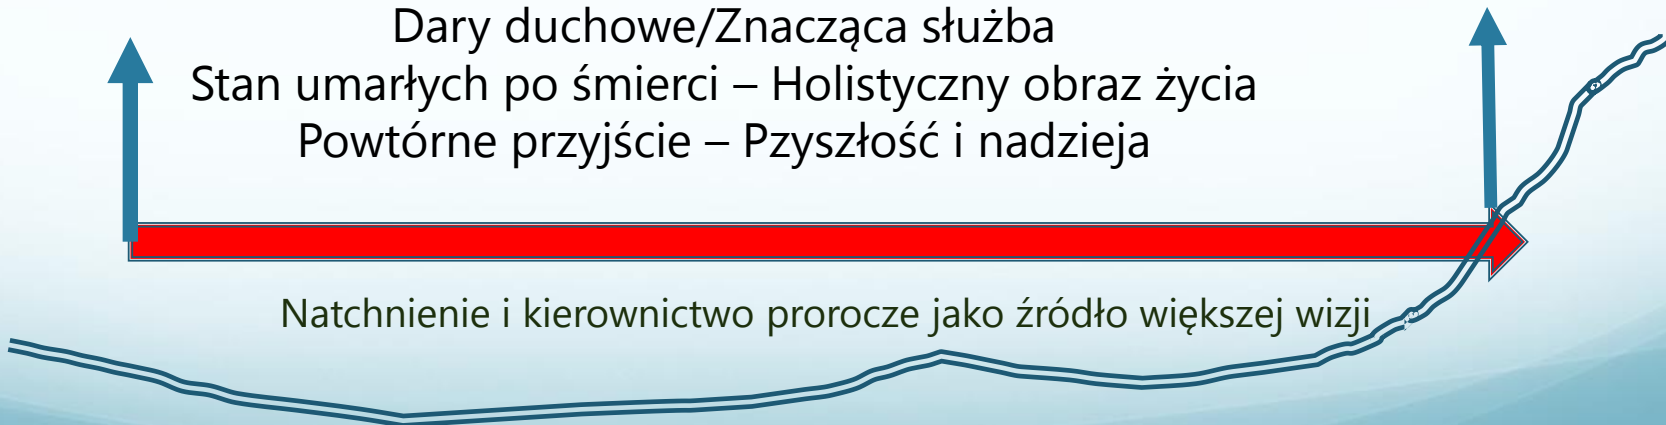 Dary duchowe/Znacząca służba
Stan umarłych po śmierci – Holistyczny obraz życia
Powtórne przyjście – Pzyszłość i nadzieja
Natchnienie i kierownictwo prorocze jako źródło większej wizji